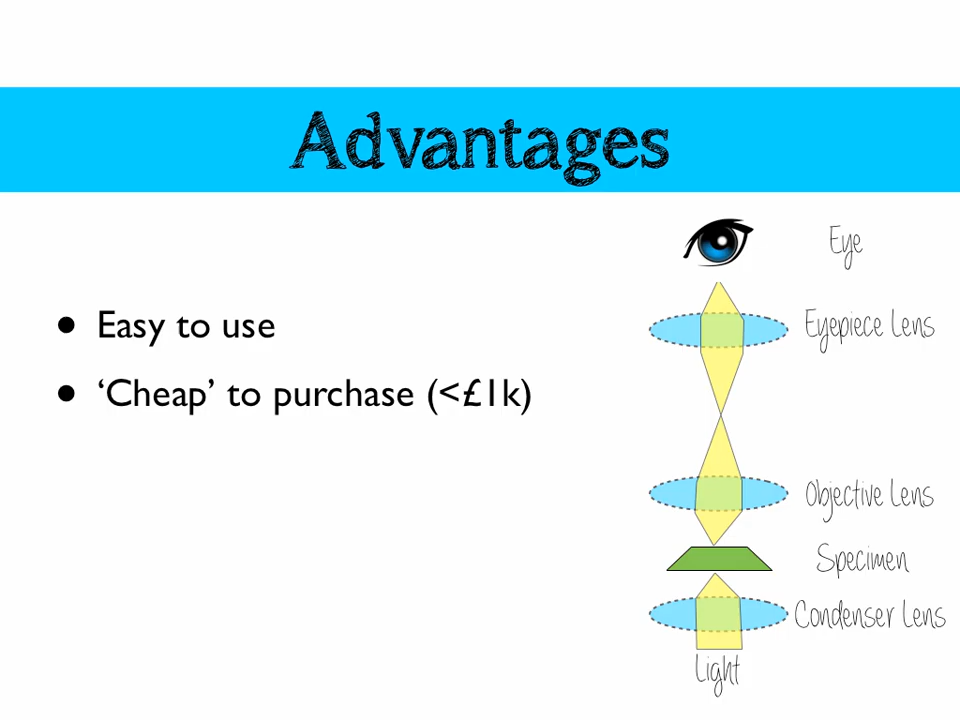 Advantages
• Easy to use
• ‘Cheap’ to purchase (<£1k)
Eye
Eyepiece Lens
Objective Lens
Specimen
Condenser Lens
Light